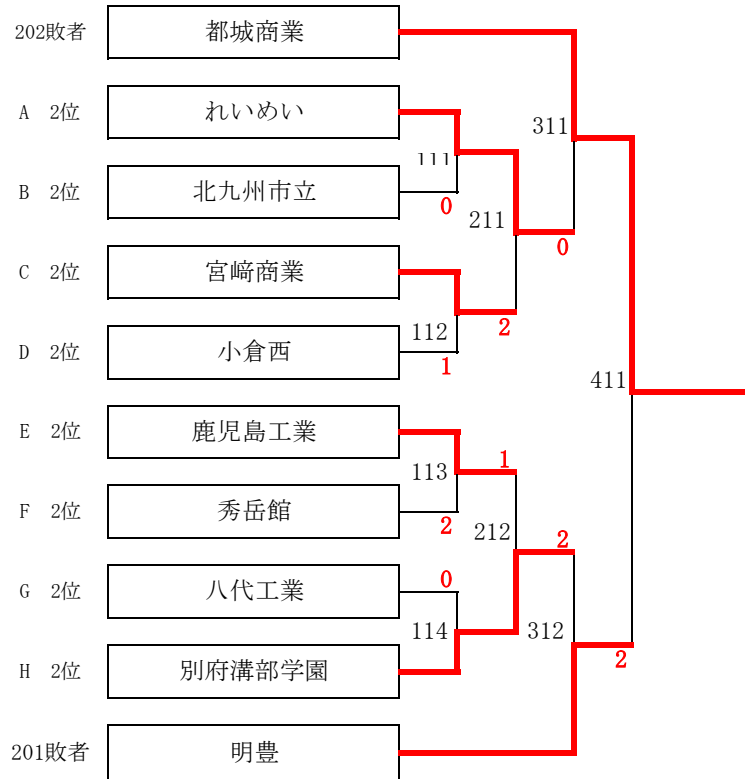 202敗者 都城商業
A 2位 れいめい
311
111
B 2位 北九州市立
0
211
0
C 2位 宮﨑商業
112
2
D 2位 小倉西
1
411
E 2位 鹿児島工業
1
113
F 2位 秀岳館
2
212
2
G 2位 八代工業
0
114
312
2
H 2位 別府溝部学園
201敗者 明豊